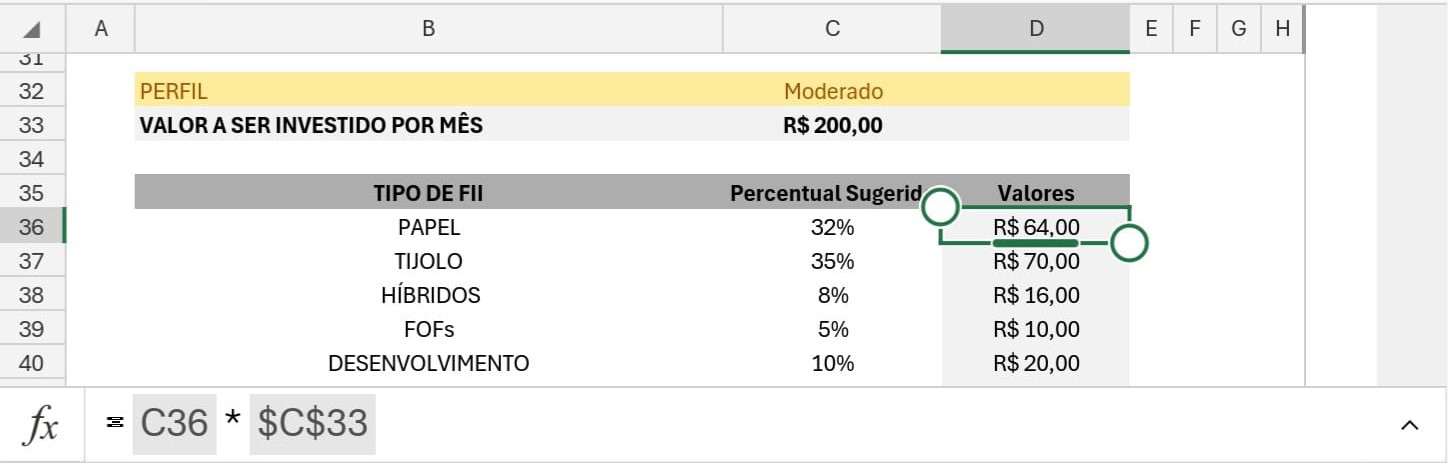 A B C D E F G H
31
32 PERFIL Moderado
33 VALOR A SER INVESTIDO POR MÊS R$ 200,00
34
35 TIPO DE FII Percentual Sugerid Valores
36 PAPEL 32% R$ 64,00
37 TIJOLO 35% R$ 70,00
38 HÍBRIDOS 8% R$ 16,00
39 FOFs 5% R$ 10,00
40 DESENVOLVIMENTO 10% R$ 20,00
fx = C36 * $C$33